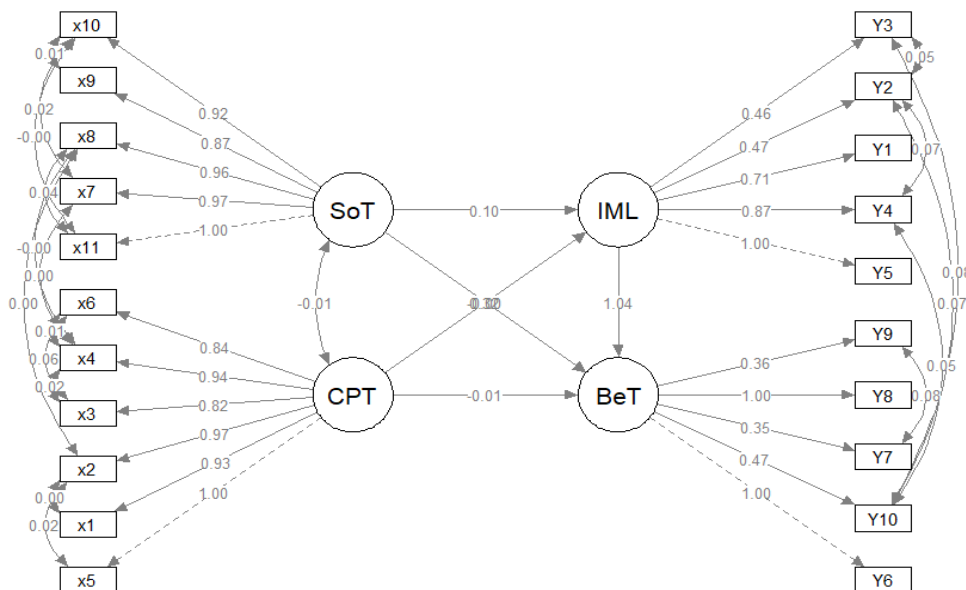 x10
Y3
0.01
0.05
x9
Y2
0.92
0.46
0.02
0.87
0.47
-0.00
x8
Y1
0.07
0.96
0.71
0.04
x7
0.97
SoT
0.10
IML
0.87
Y4
1.00
1.00
x11
-0.00
Y5
0.00
0.08
0.00
x6
-0.01
1.04
0.07
0.01
0.84
0.36
Y9
0.06
x4
0.94
0.05
0.02
x3
0.82
CPT
-0.01
BeT
1.00
Y8
0.08
0.97
0.35
Y7
x2
0.93
0.47
0.00
1.00
1.00
0.02
x1
Y10
x5
Y6